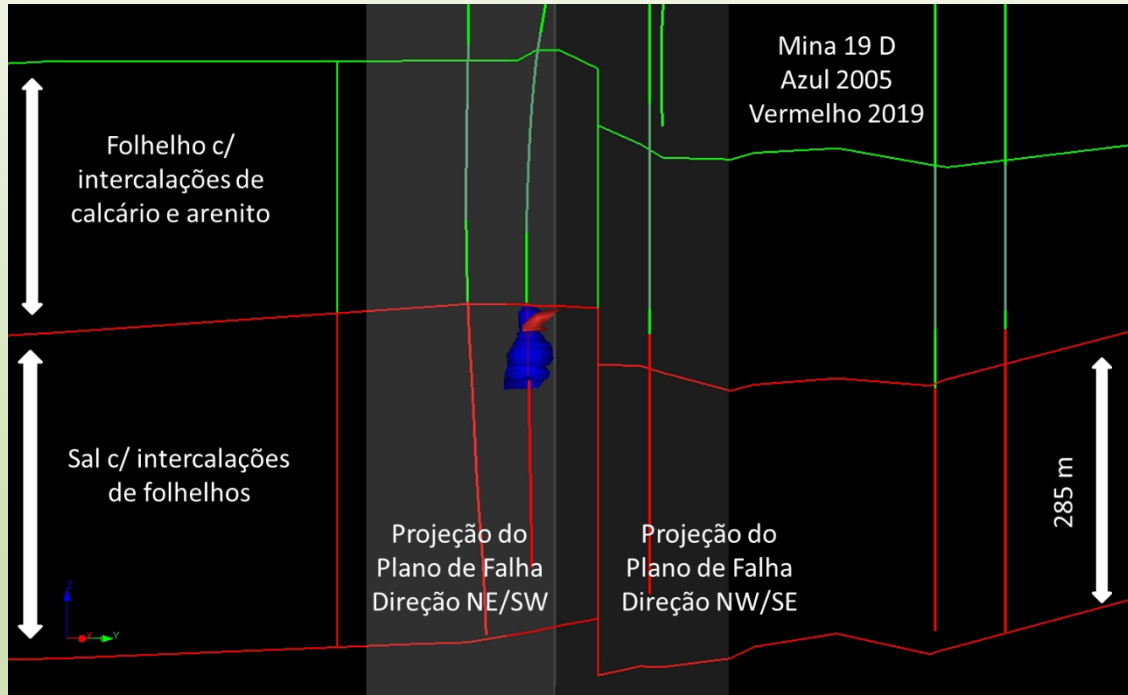 Mina 19 D
Azul 2005
Vermelho 2019
Folhelho c/
intercalações de
calcário e arenito
Sal c/ intercalações
de folhelhos
Projeção do
Plano de Falha
Direção NE/SW
Projeção do
Plano de Falha
Direção NW/SE
285 m
Z
X
Y